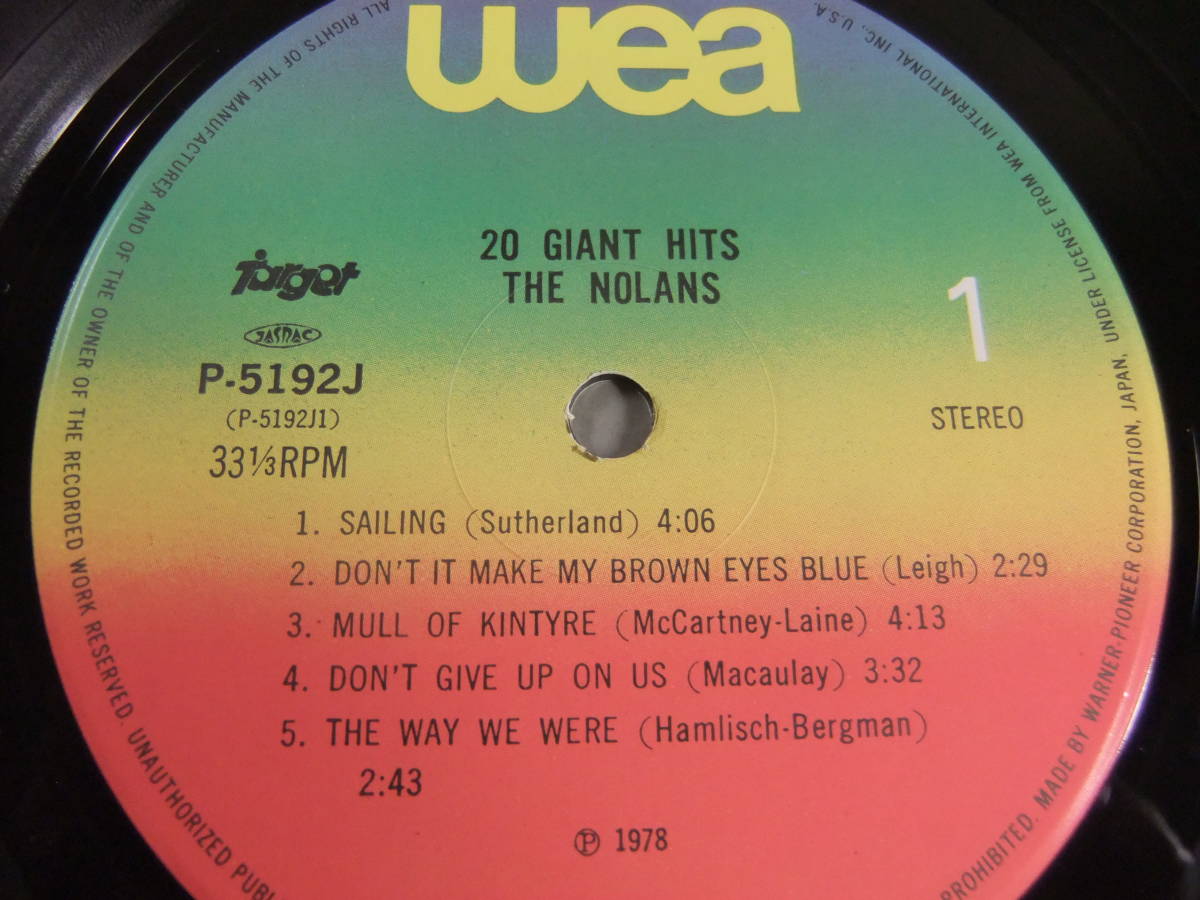 wea
20 GIANT HITS
THE NOLANS
Target
JASRAC
P-5192J
(P-5192J1)
33⅓RPM
1
STEREO
1. SAILING (Sutherland) 4:06
2. DON'T IT MAKE MY BROWN EYES BLUE (Leigh) 2:29
3. MULL OF KINTYRE (McCartney-Laine) 4:13
4. DON'T GIVE UP ON US (Macaulay) 3:32
5. THE WAY WE WERE (Hamlisch-Bergman)
2:43
Ⓟ 1978
ALL RIGHTS OF THE MANUFACTURER AND OF THE OWNER OF THE RECORDED WORK RESERVED. UNAUTHORIZED
PROHIBITED. MADE BY WARNER-PIONEER CORPORATION, JAPAN, UNDER LICENSE FROM WEA INTERNATIONAL INC., U.S.A.